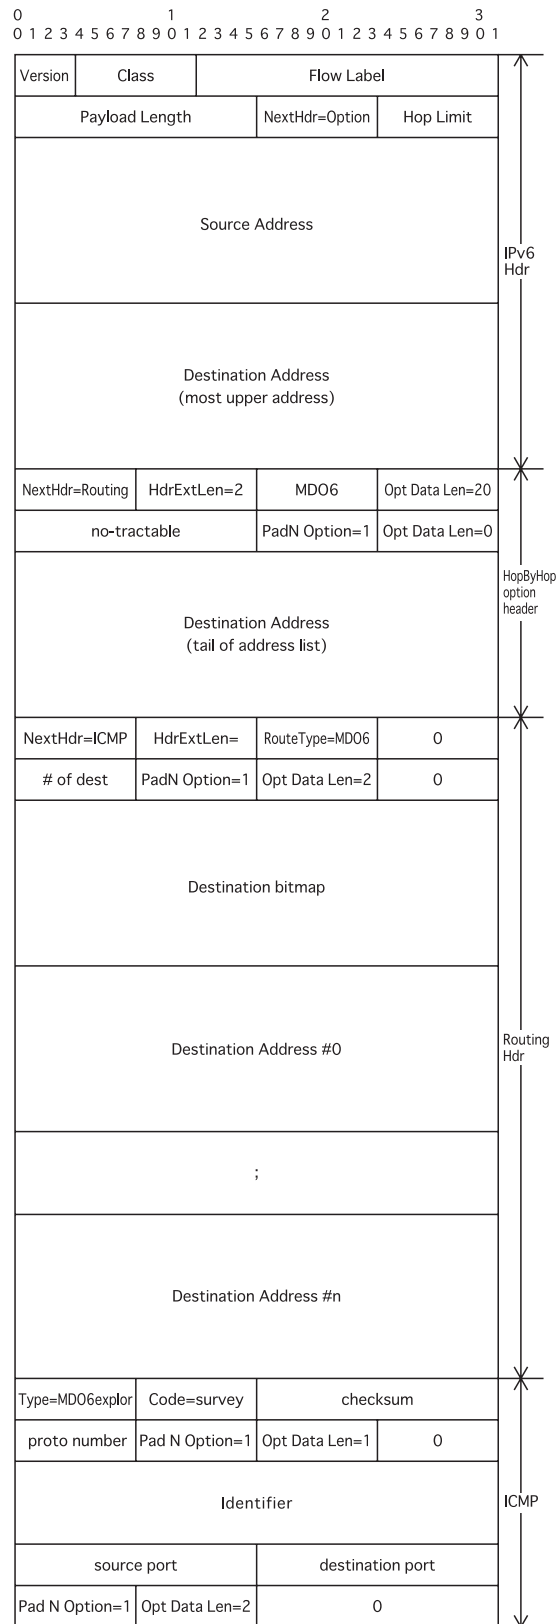 0 1 2 3
0 1 2 3 4 5 6 7 8 9 0 1 2 3 4 5 6 7 8 9 0 1 2 3 4 5 6 7 8 9 0 1
Version Class Flow Label
Payload Length NextHdr=Option Hop Limit
Source Address
IPv6
Hdr
Destination Address
(most upper address)
NextHdr=Routing HdrExtLen=2 MDO6 Opt Data Len=20
no-tractable PadN Option=1 Opt Data Len=0
HopByHop
option
header
Destination Address
(tail of address list)
NextHdr=ICMP HdrExtLen= RouteType=MDO6 0
# of dest PadN Option=1 Opt Data Len=2 0
Destination bitmap
Destination Address #0
Routing
Hdr
;
Destination Address #n
Type=MDO6explor Code=survey checksum
proto number Pad N Option=1 Opt Data Len=1 0
Identifier
ICMP
source port destination port
Pad N Option=1 Opt Data Len=2 0